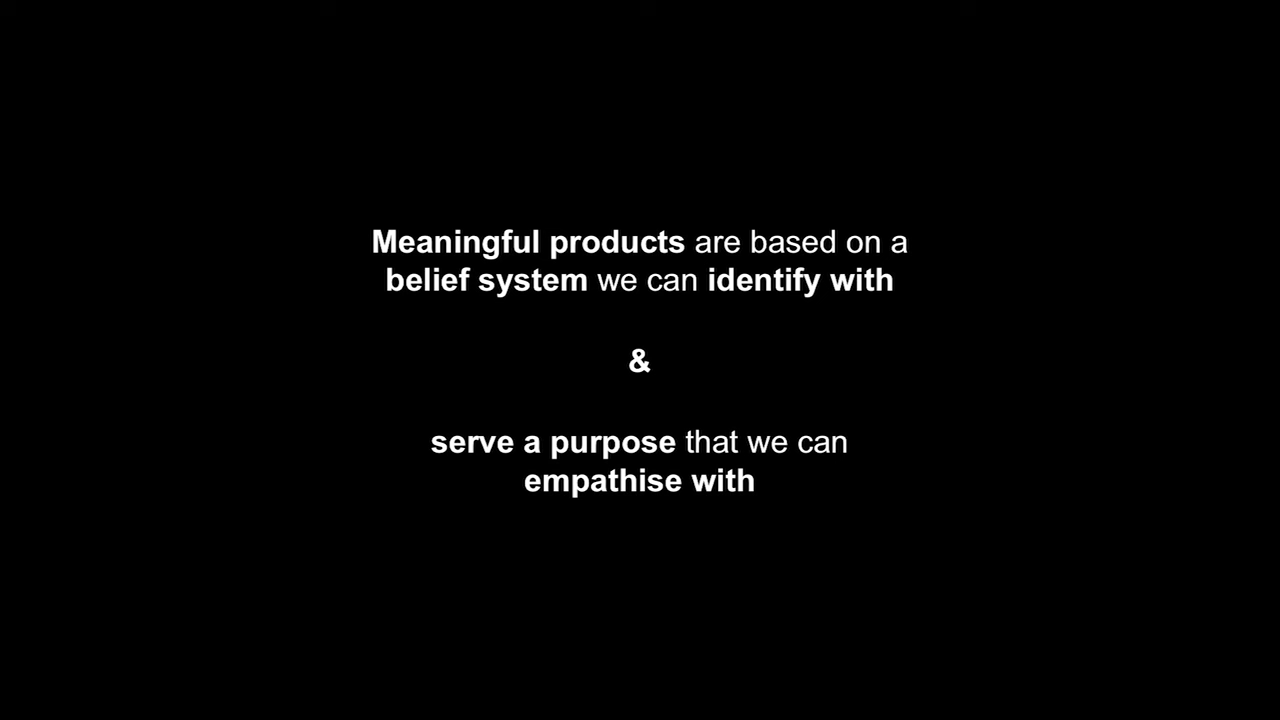 Meaningful products are based on a
belief system we can identify with
&
serve a purpose that we can
empathise with